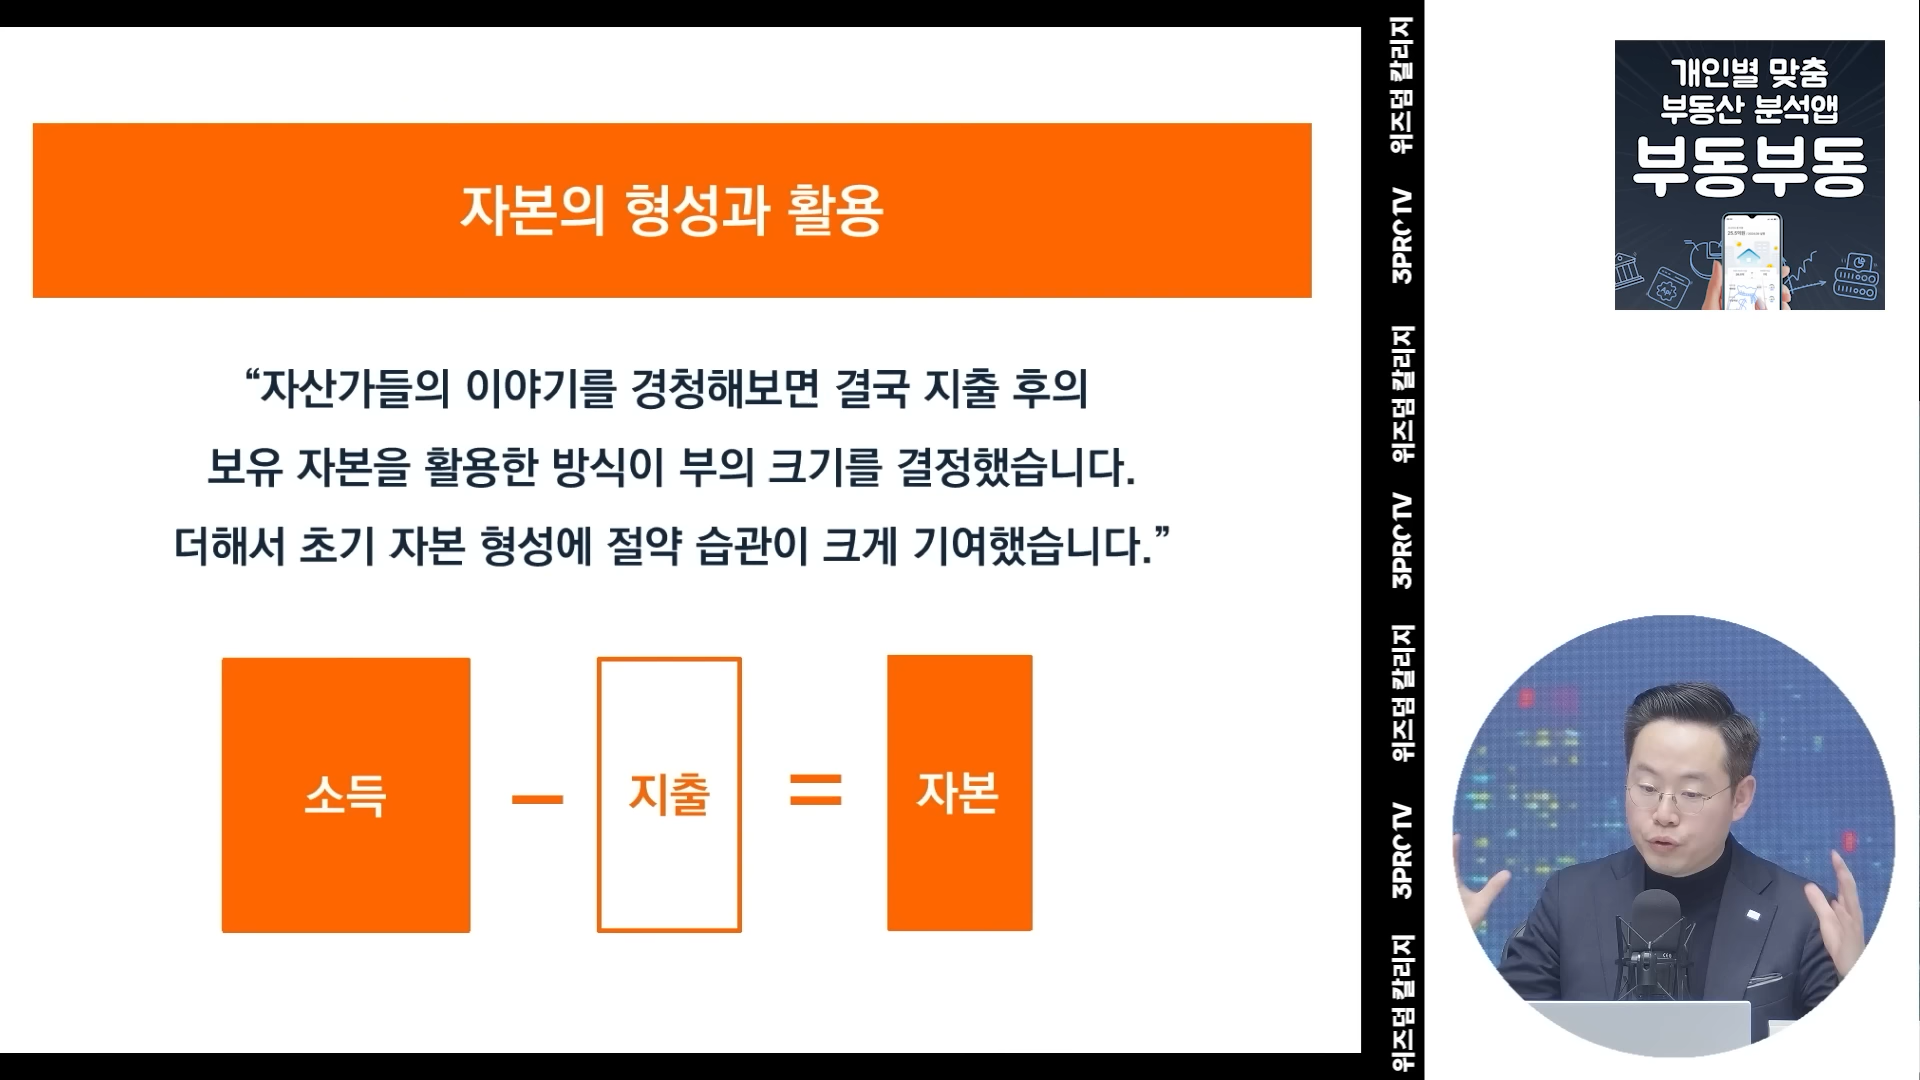 자본의 형성과 활용
“자산가들의 이야기를 경청해보면 결국 지출 후의
보유 자본을 활용한 방식이 부의 크기를 결정했습니다.
더해서 초기 자본 형성에 절약 습관이 크게 기여했습니다.”
소득
–
지출
=
자본
위즈덤 칼리지
3PROTV
위즈덤 칼리지
3PROTV
위즈덤 칼리지
3PROTV
위즈덤 칼리지
개인별 맞춤
부동산 분석앱
부동부동